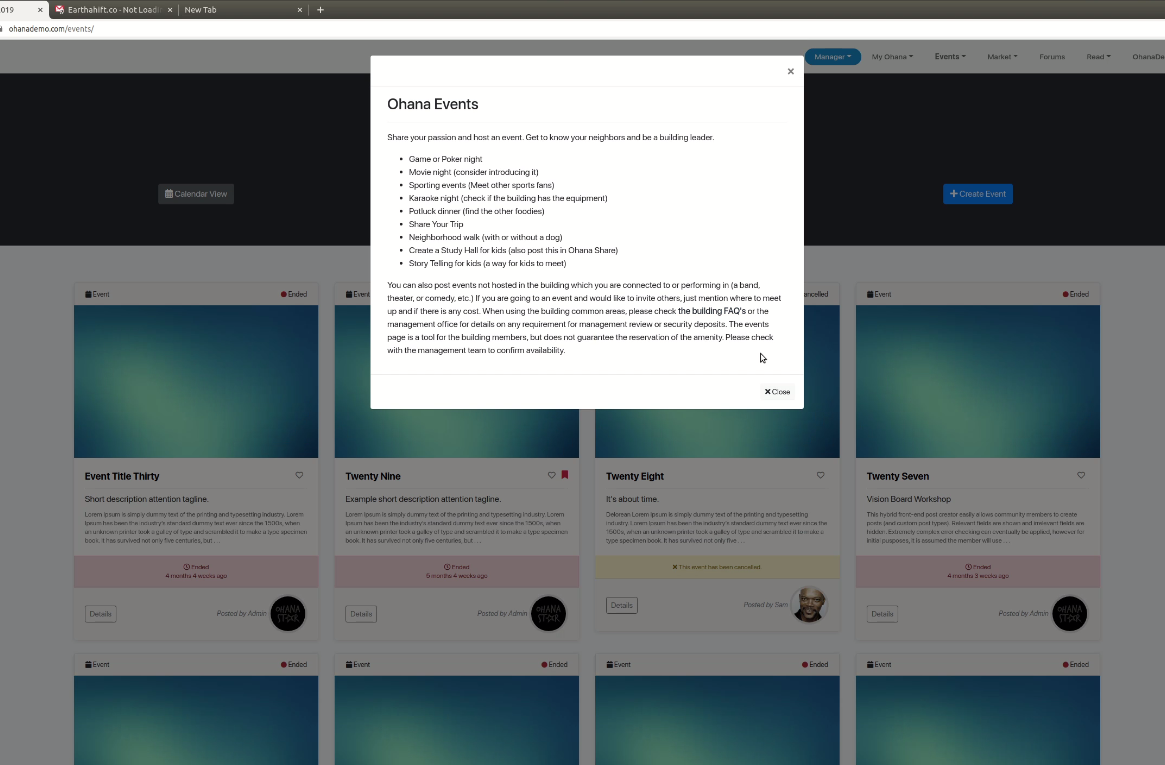 019 ×
Earthahift.co - Not Loadin ×
New Tab ×
+
ohanademo.com/events/
Manager
My Ohana
Events
Market
Forums
Read
OhanaDe
×
Ohana Events
Share your passion and host an event. Get to know your neighbors and be a building leader.
• Game or Poker night
• Movie night (consider introducing it)
• Sporting events (Meet other sports fans)
• Karaoke night (check if the building has the equipment)
• Potluck dinner (find the other foodies)
• Share Your Trip
• Neighborhood walk (with or without a dog)
• Create a Study Hall for kids (also post this in Ohana Share)
• Story Telling for kids (a way for kids to meet)
You can also post events not hosted in the building which you are connected to or performing in (a band,
theater, or comedy, etc.) If you are going to an event and would like to invite others, just mention where to meet
up and if there is any cost. When using the building common areas, please check the building FAQ's or the
management office for details on any requirement for management review or security deposits. The events
page is a tool for the building members, but does not guarantee the reservation of the amenity. Please check
with the management team to confirm availability.
Close
Calendar View
+ Create Event
Event
Ended
Event Title Thirty
Short description attention tagline.
Lorem Ipsum is simply dummy text of the printing and typesetting industry. Lorem
Ipsum has been the industry's standard dummy text ever since the 1500s, when
an unknown printer took a galley of type and scrambled it to make a type specimen
book. It has survived not only five centuries, but ...
Ended
4 months 4 weeks ago
Details
Posted by Admin
Event
Twenty Nine
Example short description attention tagline.
Lorem Ipsum is simply dummy text of the printing and typesetting industry. Lorem
Ipsum has been the industry's standard dummy text ever since the 1500s, when
an unknown printer took a galley of type and scrambled it to make a type specimen
book. It has survived not only five centuries, but ...
Ended
5 months 4 weeks ago
Details
Posted by Admin
ancelled
Twenty Eight
It's about time.
Delorean Lorem Ipsum is simply dummy text of the printing and typesetting
industry. Lorem Ipsum has been the industry's standard dummy text ever since the
1500s, when an unknown printer took a galley of type and scrambled it to make a
type specimen book. It has survived not only five ...
This event has been cancelled.
Details
Posted by Sam
Event
Ended
Twenty Seven
Vision Board Workshop
This hybrid front-end post creator easily allows community members to create
posts (and custom post types). Relevant fields are shown and irrelevant fields are
hidden. Extremely complex error checking can eventually be applied, however for
initial purposes, it is assumed the member will use ...
Ended
4 months 3 weeks ago
Details
Posted by Admin
Event
Ended
Event
Ended
Event
Ended
Event
Ended